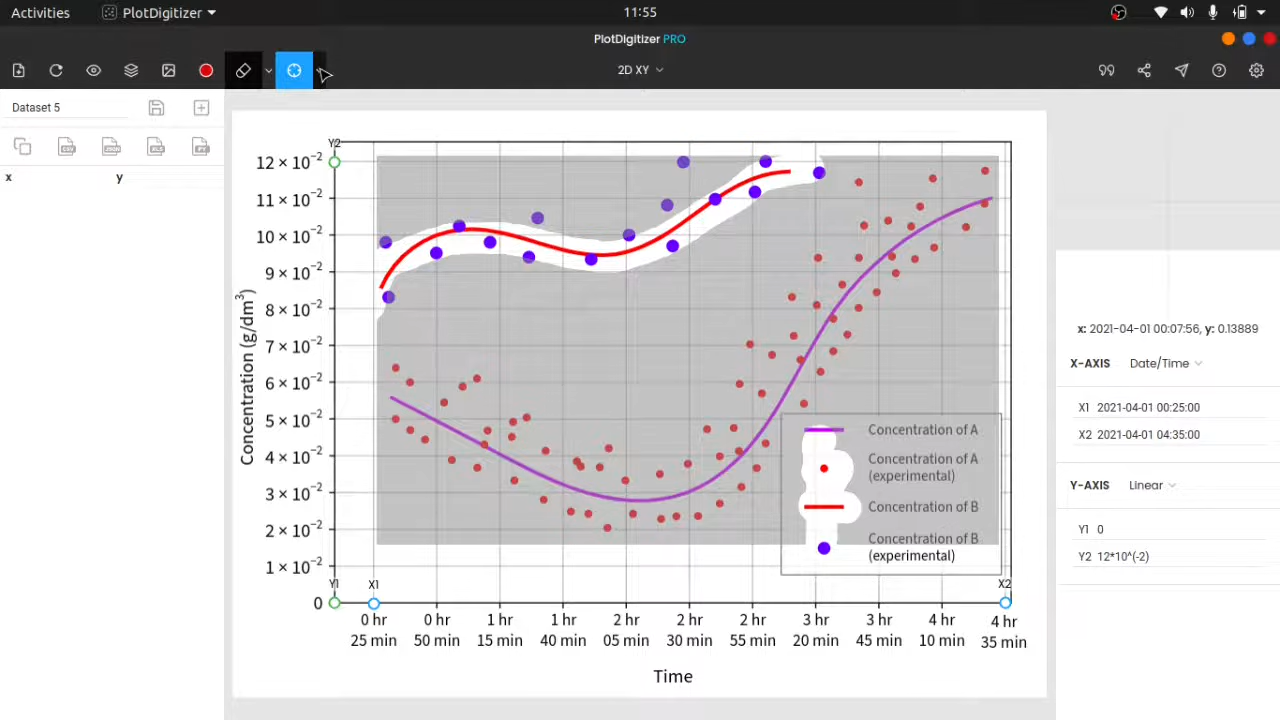 Activities PlotDigitizer 11:55
PlotDigitizer PRO
2D XY
Dataset 5
x y
Y2
12 × 10⁻²
11 × 10⁻²
10 × 10⁻²
9 × 10⁻²
8 × 10⁻²
7 × 10⁻²
6 × 10⁻²
5 × 10⁻²
4 × 10⁻²
3 × 10⁻²
2 × 10⁻²
1 × 10⁻²
0
Concentration (g/dm³)
Concentration of A
Concentration of A
(experimental)
Concentration of B
Concentration of B
(experimental)
Y1 X1 X2
0 hr 0 hr 1 hr 1 hr 2 hr 2 hr 2 hr 3 hr 3 hr 4 hr 4 hr
25 min 50 min 15 min 40 min 05 min 30 min 55 min 20 min 45 min 10 min 35 min
Time
x: 2021-04-01 00:07:56, y: 0.13889
X-AXIS Date/Time
X1 2021-04-01 00:25:00
X2 2021-04-01 04:35:00
Y-AXIS Linear
Y1 0
Y2 12*10^(-2)